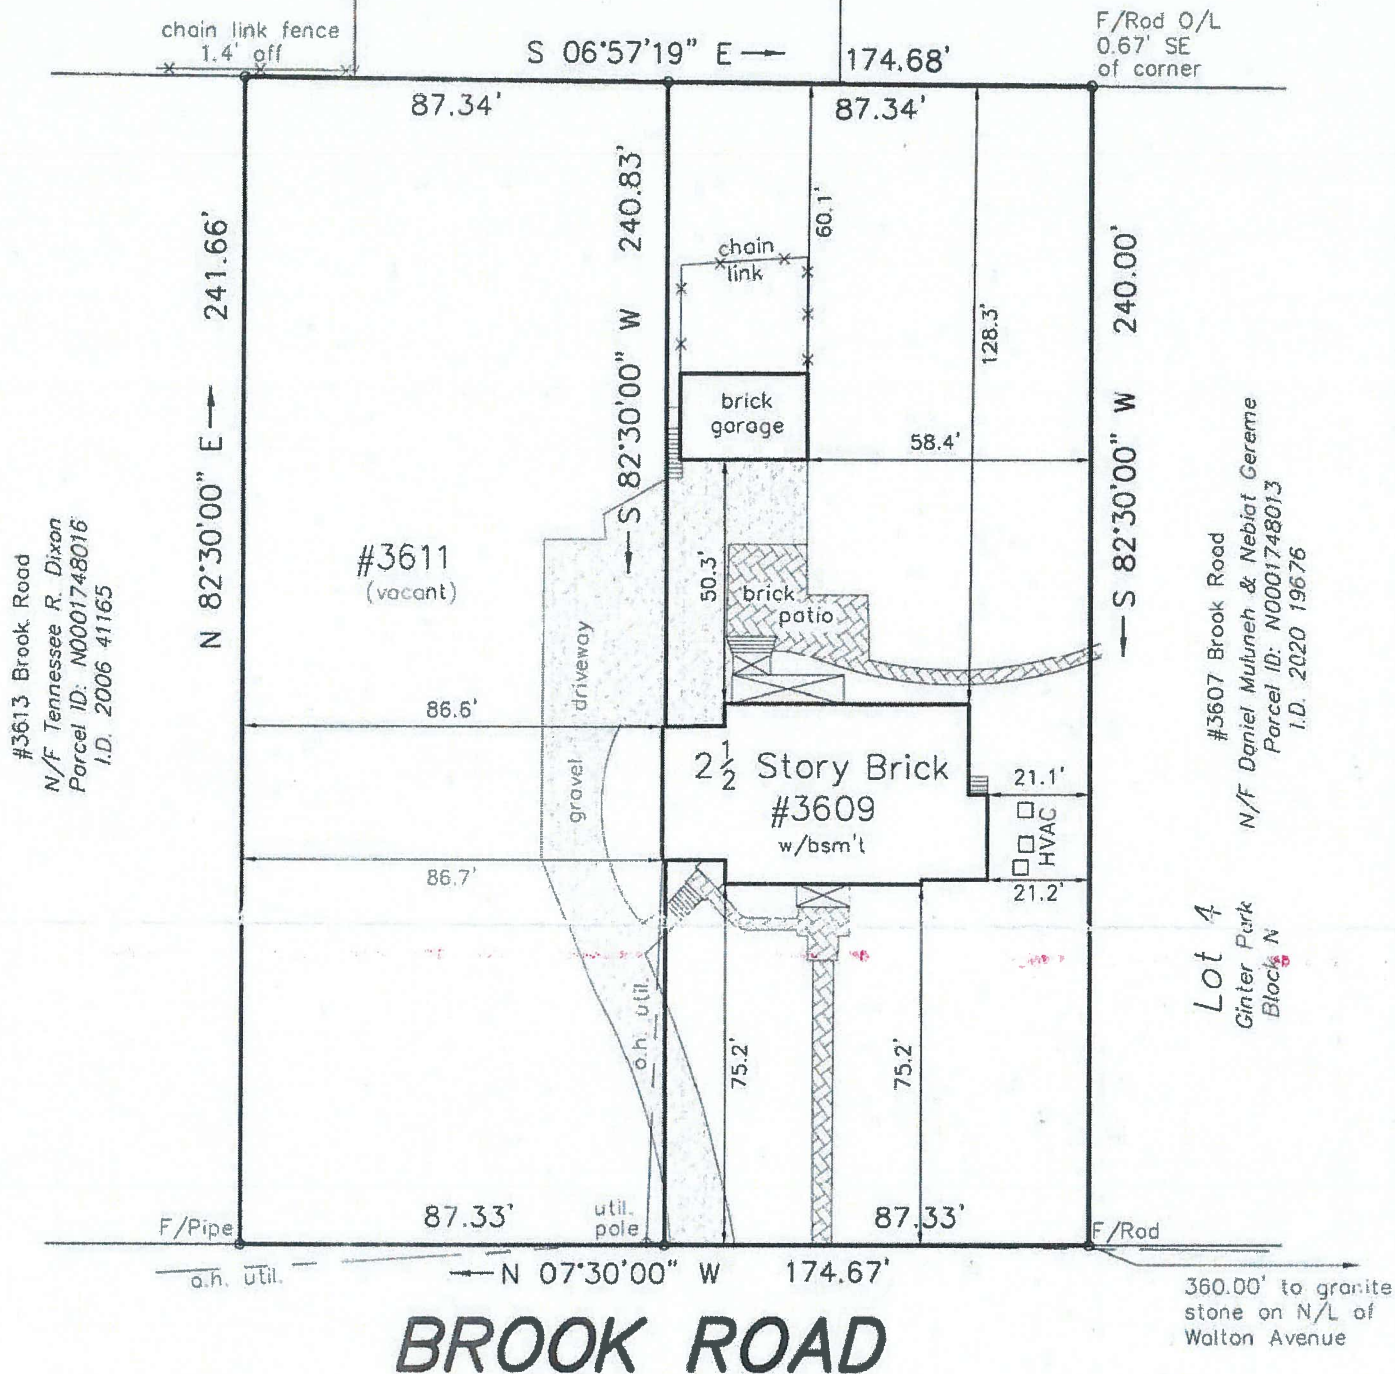 chain link fence
1.4' off
S 06°57'19" E 174.68'
F/Rod O/L
0.67' SE
of corner
87.34'
87.34'
N 82°30'00" E 241.66'
S 82°30'00" W 240.83'
60.1'
128.3'
S 82°30'00" W 240.00'
chain
link
brick
garage
58.4'
#3611
(vacant)
50.3'
brick
patio
gravel driveway
86.6'
2½ Story Brick
#3609
w/bsm't
21.1'
HVAC
21.2'
86.7'
#3613 Brook Road
N/F Tennessee R. Dixon
Parcel ID: N0001748016
I.D. 2006 41165
#3607 Brook Road
N/F Daniel Muluneh & Nebiat Gereme
Parcel ID: N0001748013
I.D. 2020 19676
Lot 4
Ginter Park
Block N
o.h. util.
75.2'
75.2'
F/Pipe
87.33'
util.
pole
87.33'
F/Rod
o.h. util.
N 07°30'00" W 174.67'
360.00' to granite
stone on N/L of
Walton Avenue
BROOK ROAD